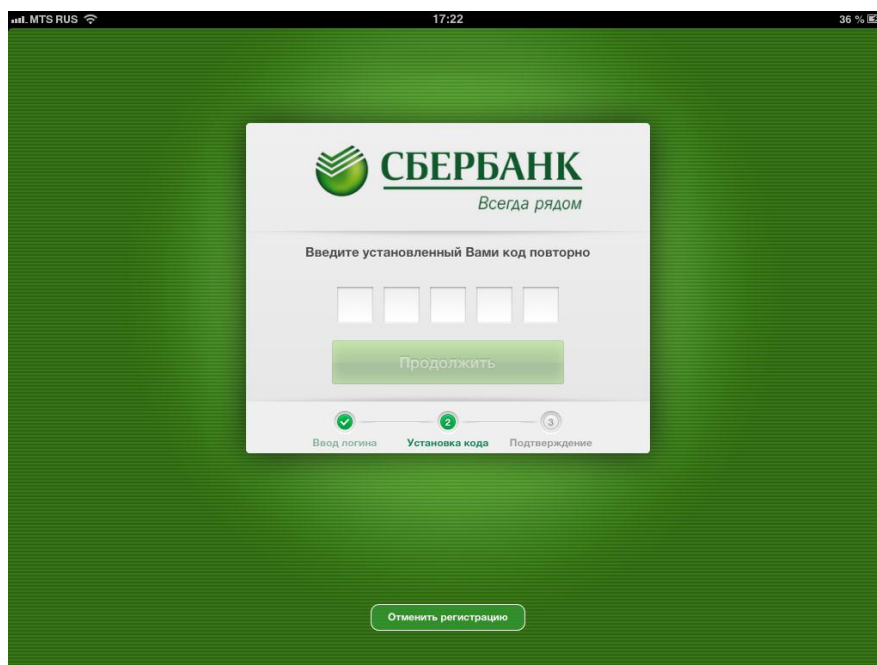 MTS RUS 17:22 36 %
СБЕРБАНК
Всегда рядом
Введите установленный Вами код повторно
Продолжить
2 3
Ввод логина Установка кода Подтверждение
Отменить регистрацию